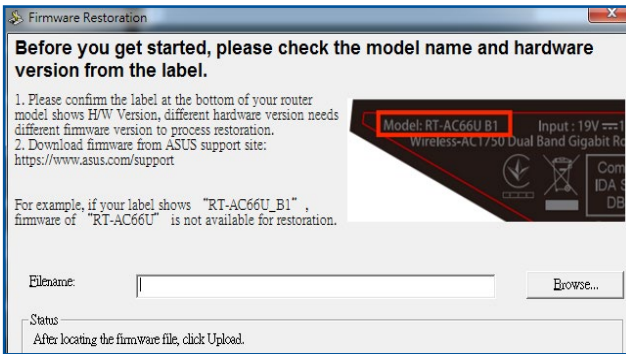 Firmware Restoration
Before you get started, please check the model name and hardware
version from the label.
1. Please confirm the label at the bottom of your router
model shows H/W Version, different hardware version needs
different firmware version to process restoration.
2. Download firmware from ASUS support site:
https://www.asus.com/support
For example, if your label shows “RT-AC66U_B1”,
firmware of “RT-AC66U” is not available for restoration.
Model: RT-AC66U B1 Input : 19V
Wireless-AC1750 Dual Band Gigabit
IDA
DB
Filename:
Browse...
Status
After locating the firmware file, click Upload.